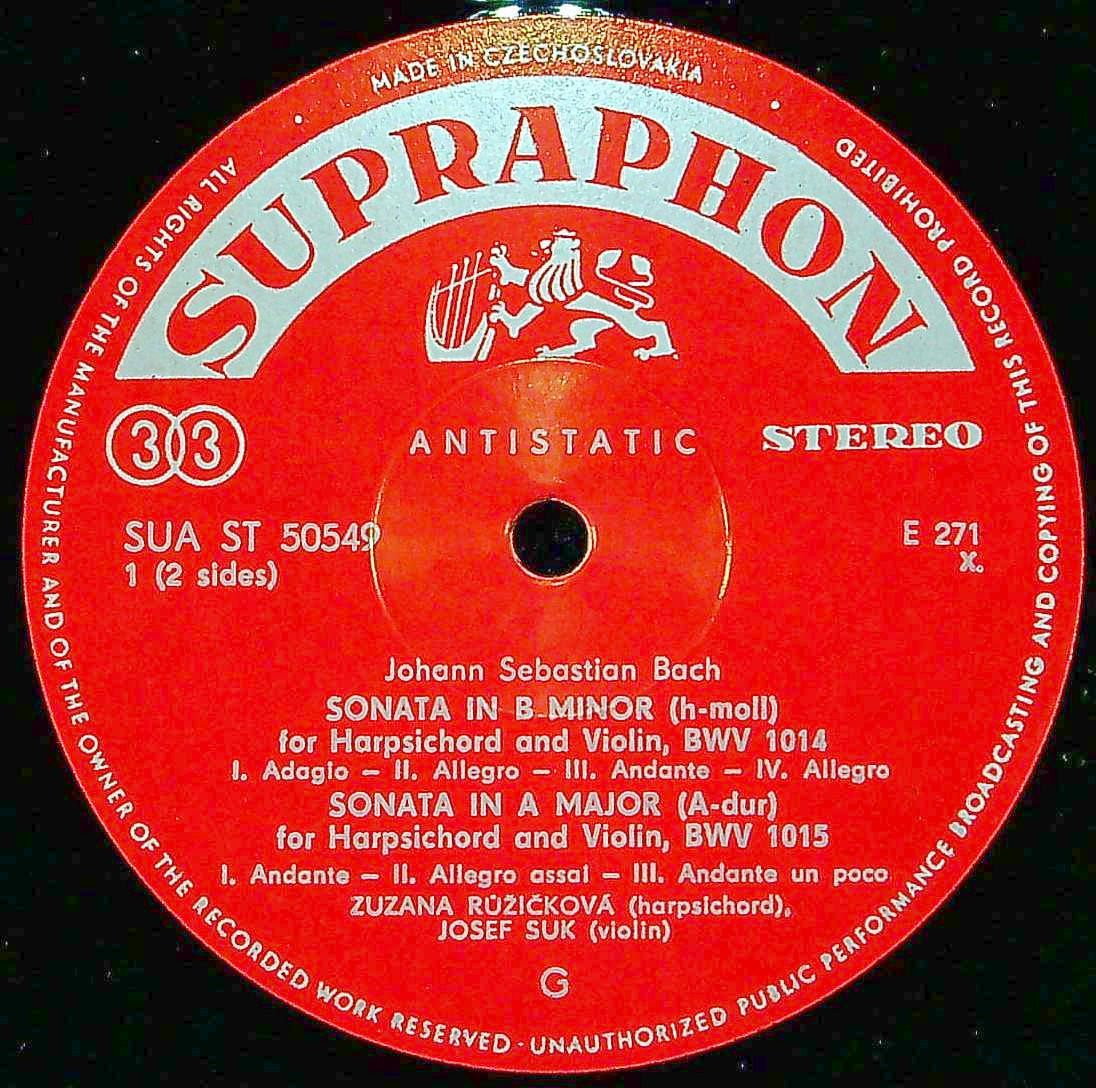 MADE IN CZECHOSLOVAKIA
SUPRAPHON
33
ANTISTATIC
STEREO
SUA ST 50549
E 271
1 (2 sides)
X.
Johann Sebastian Bach
SONATA IN B MINOR (h-moll)
for Harpsichord and Violin, BWV 1014
I. Adagio – II. Allegro – III. Andante – IV. Allegro
SONATA IN A MAJOR (A-dur)
for Harpsichord and Violin, BWV 1015
I. Andante – II. Allegro assai – III. Andante un poco
ZUZANA RŮŽIČKOVÁ (harpsichord),
JOSEF SUK (violin)
G
ALL RIGHTS OF THE MANUFACTURER AND OF THE OWNER OF THE RECORDED WORK RESERVED · UNAUTHORIZED PUBLIC PERFORMANCE BROADCASTING AND COPYING OF THIS RECORD PROHIBITED